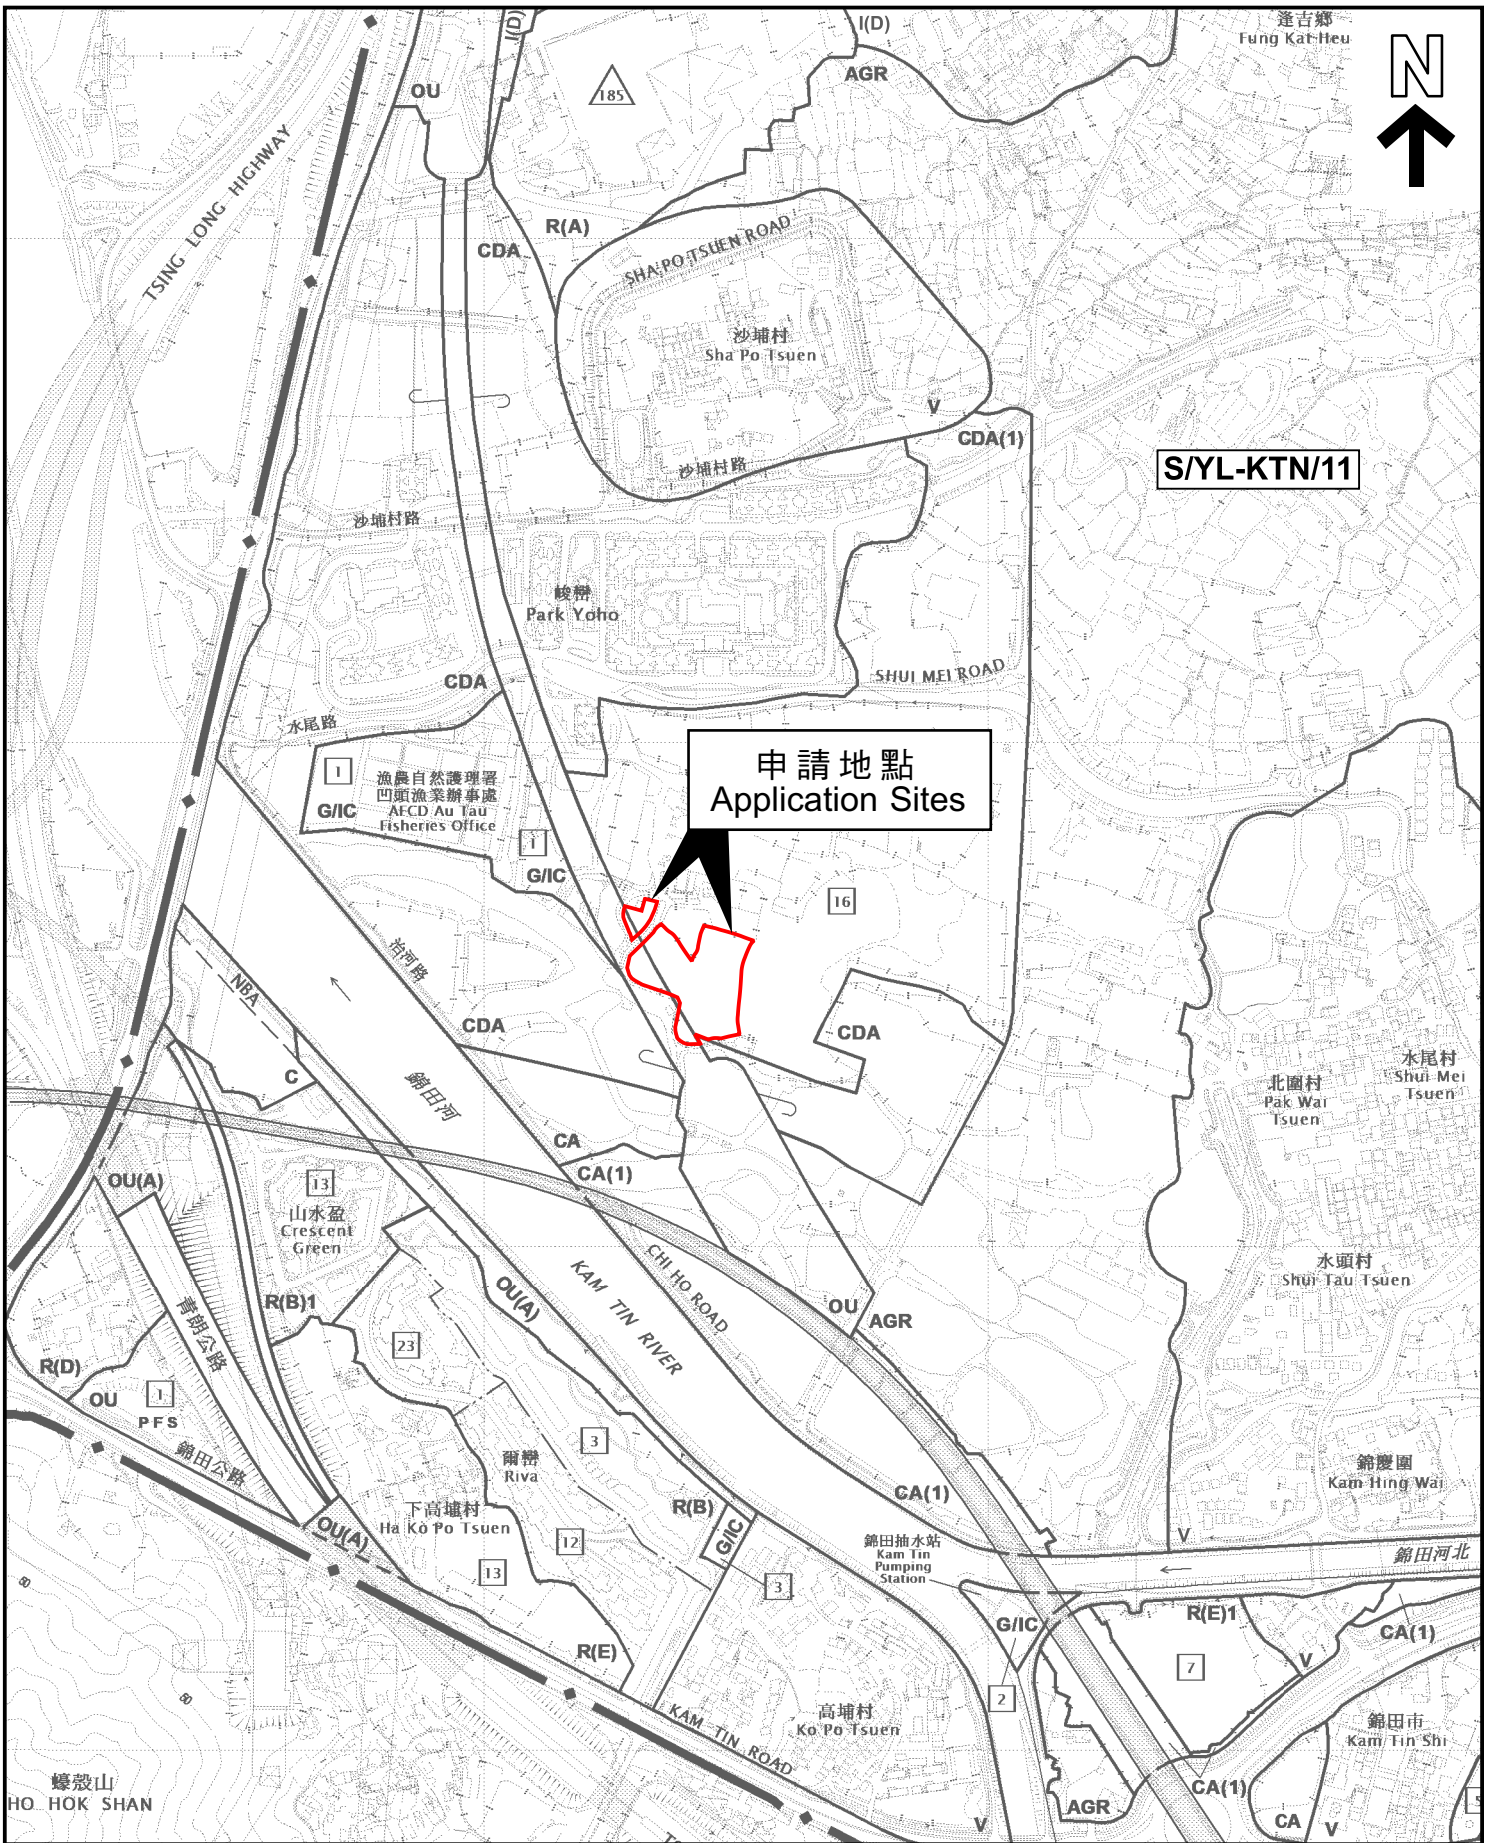 逢吉鄉
Fung Kat Heu
N
I(D)
I(D)
AGR
OU
185
TSING LONG HIGHWAY
R(A)
CDA
SHA PO TSUEN ROAD
沙埔村
Sha Po Tsuen
V
CDA(1)
S/YL-KTN/11
沙埔村路
沙埔村路
峻巒
Park Yoho
SHUI MEI ROAD
CDA
水尾路
申請地點
Application Sites
1
漁農自然護理署
凹頭漁業辦事處
AFCD Au Tau
Fisheries Office
G/IC
1
G/IC
16
治河路
NBA
CDA
CDA
C
錦田河
水尾村
Shui Mei
Tsuen
北圍村
Pak Wai
Tsuen
CA
CA(1)
OU(A)
13
山水盈
Crescent
Green
水頭村
Shui Tau Tsuen
CHI HO ROAD
KAM TIN RIVER
OU(A)
R(B)1
青朗公路
OU
AGR
23
R(D)
OU
1
PFS
錦田公路
3
爾巒
Riva
錦慶圍
Kam Hing Wai
CA(1)
R(B)
G/IC
下高埔村
Ha Ko Po Tsuen
OU(A)
12
13
3
錦田抽水站
Kam Tin
Pumping
Station
V
錦田河北
60
R(E)1
G/IC
CA(1)
R(E)
7
V
60
2
高埔村
Ko Po Tsuen
KAM TIN ROAD
錦田市
Kam Tin Shi
蠔殼山
HO HOK SHAN
CA(1)
AGR
V
CA
V
5